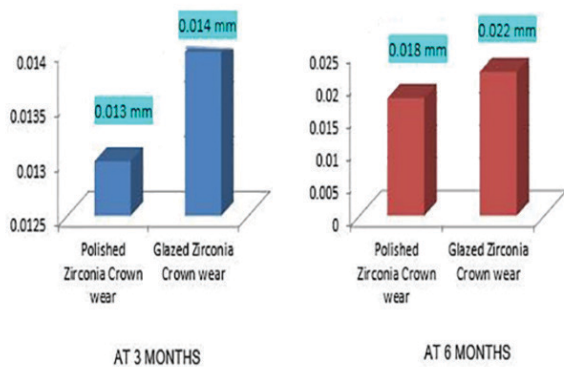 0.014 mm
0.014
0.0135
0.013 mm
0.013
0.0125
Polished
Zirconia Crown
wear
Glazed Zirconia
Crown wear
AT 3 MONTHS
0.022 mm
0.018 mm
0.025
0.02
0.015
0.01
0.005
0
Polished
Zirconia Crown
wear
Glazed Zirconia
Crown wear
AT 6 MONTHS